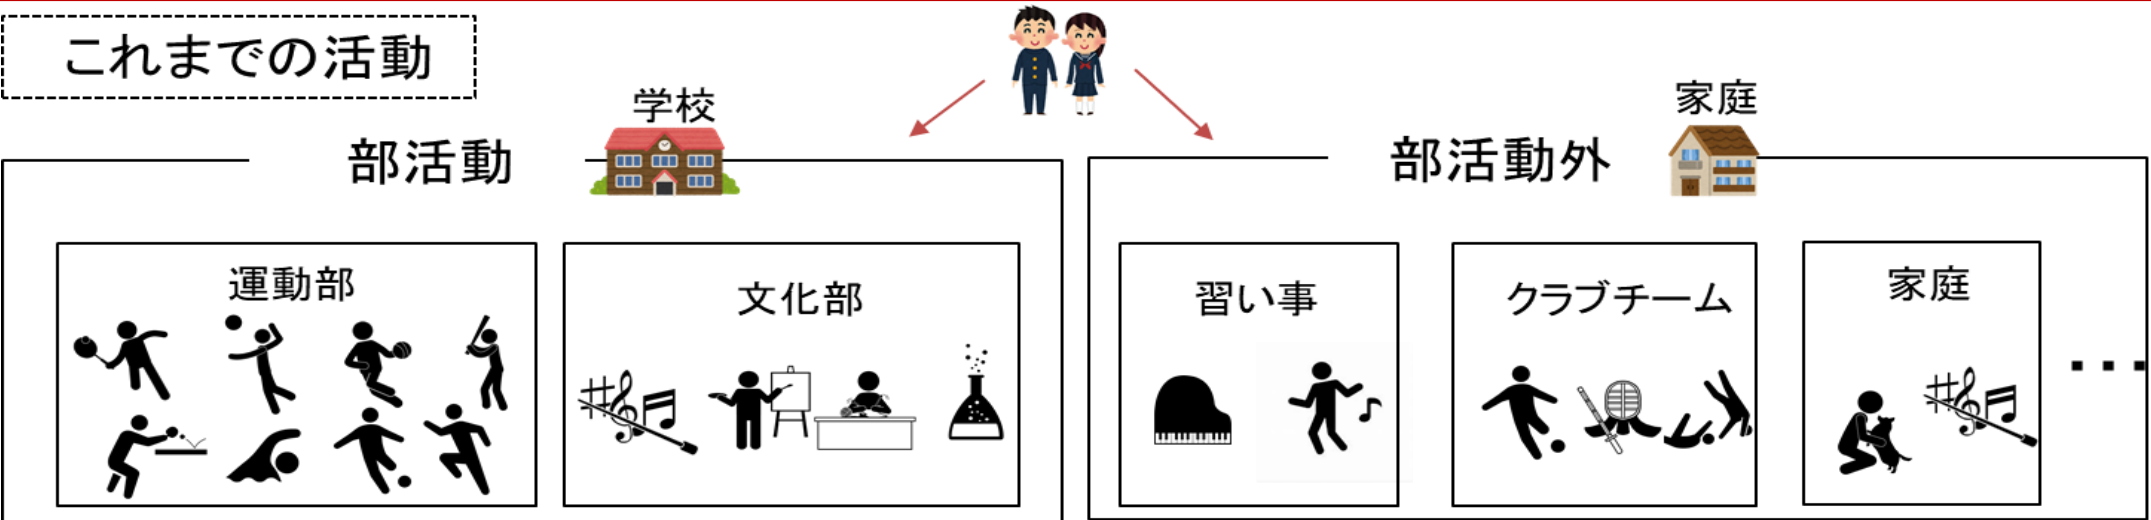 これまでの活動
学校
家庭
部活動
部活動外
運動部
文化部
習い事
クラブチーム
家庭
・・・